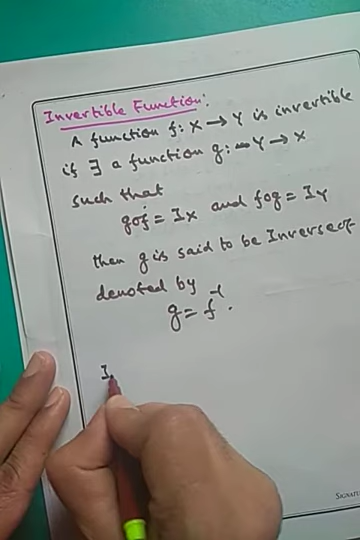 Invertible Function:
A function f: X → Y is invertible
if ∃ a function g: Y → X
such that
gof = Ix and fog = Iy
then g is said to be Inverse of
denoted by
g = f⁻¹.
I